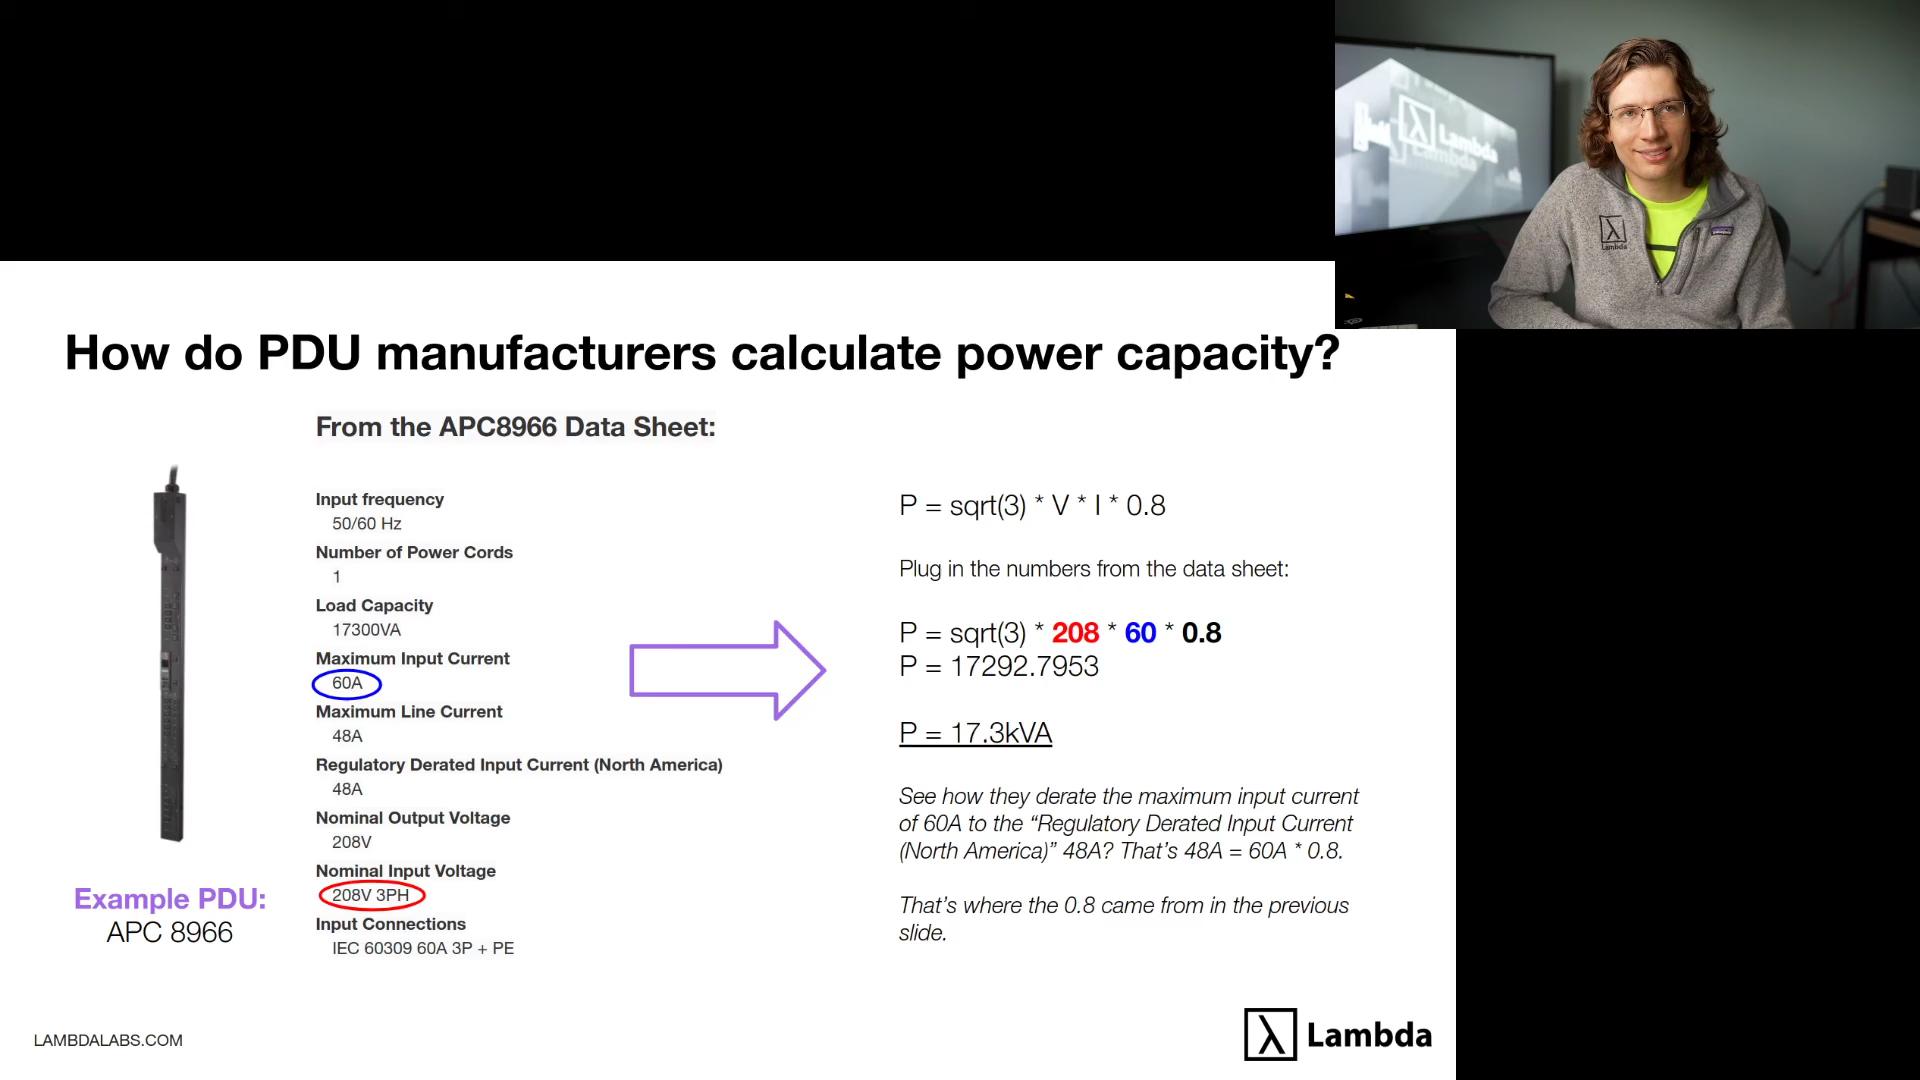 λ Lambda
Lambda
λ
Lambda
How do PDU manufacturers calculate power capacity?
From the APC8966 Data Sheet:
Input frequency
50/60 Hz
Number of Power Cords
1
Load Capacity
17300VA
Maximum Input Current
60A
Maximum Line Current
48A
Regulatory Derated Input Current (North America)
48A
Nominal Output Voltage
208V
Nominal Input Voltage
208V 3PH
Input Connections
IEC 60309 60A 3P + PE
Example PDU:
APC 8966
P = sqrt(3) * V * I * 0.8
Plug in the numbers from the data sheet:
P = sqrt(3) * 208 * 60 * 0.8
P = 17292.7953
P = 17.3kVA
See how they derate the maximum input current
of 60A to the “Regulatory Derated Input Current
(North America)” 48A? That’s 48A = 60A * 0.8.
That’s where the 0.8 came from in the previous
slide.
LAMBDALABS.COM
λ Lambda